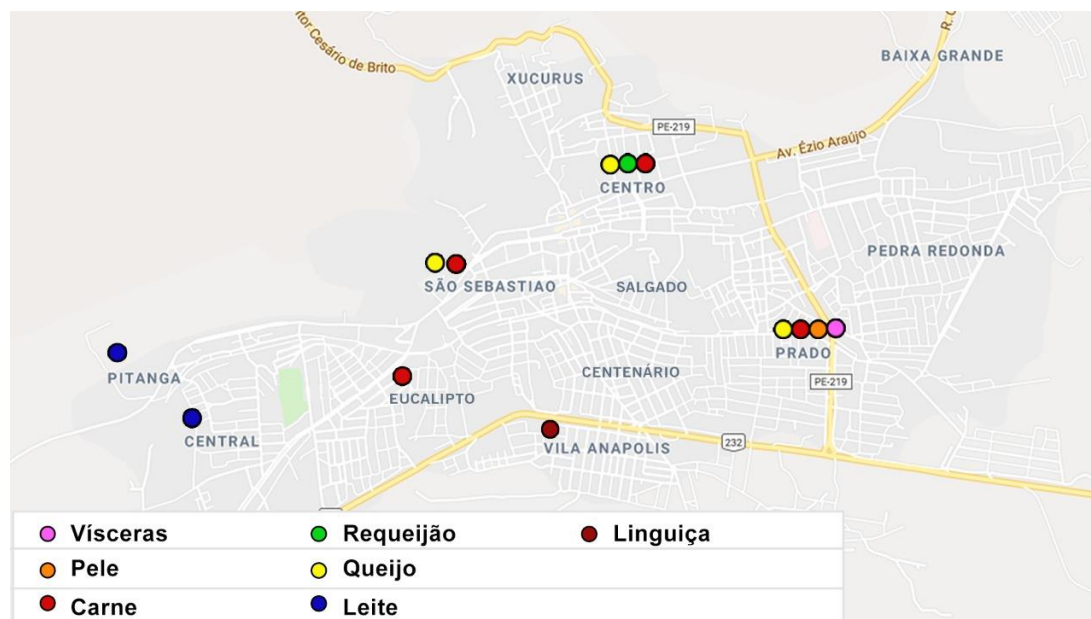 itor Cesário de Brito
R. C
BAIXA GRANDE
XUCURUS
PE-219
Av. Ézio Araújo
CENTRO
PEDRA REDONDA
SÃO SEBASTIAO
SALGADO
PRADO
PITANGA
CENTENÁRIO
PE-219
EUCALIPTO
CENTRAL
VILA ANAPOLIS
232
Vísceras
Requeijão
Linguiça
Pele
Queijo
Carne
Leite